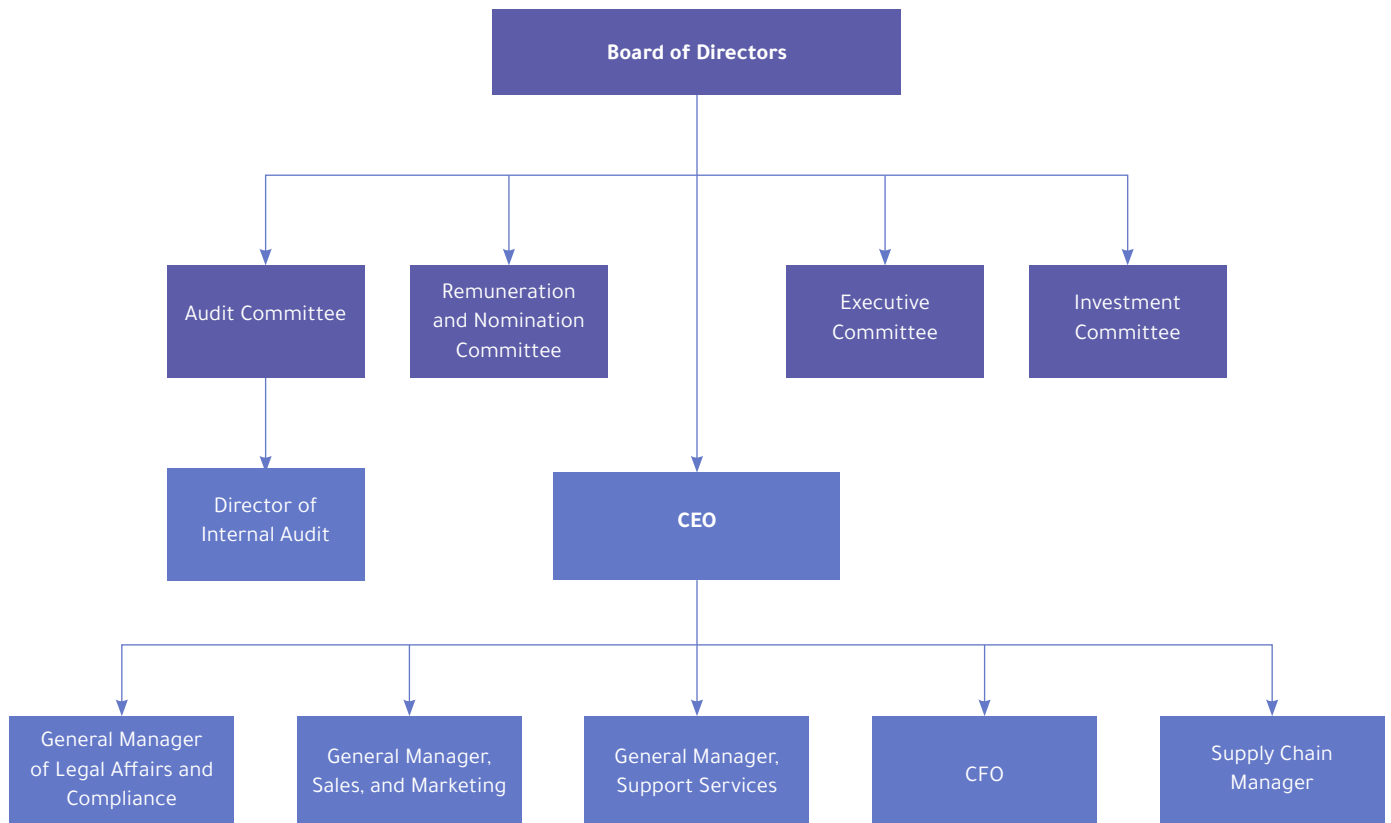 Board of Directors
Audit Committee
Remuneration
and Nomination
Committee
Executive
Committee
Investment
Committee
Director of
Internal Audit
CEO
General Manager
of Legal Affairs and
Compliance
General Manager,
Sales, and Marketing
General Manager,
Support Services
CFO
Supply Chain
Manager